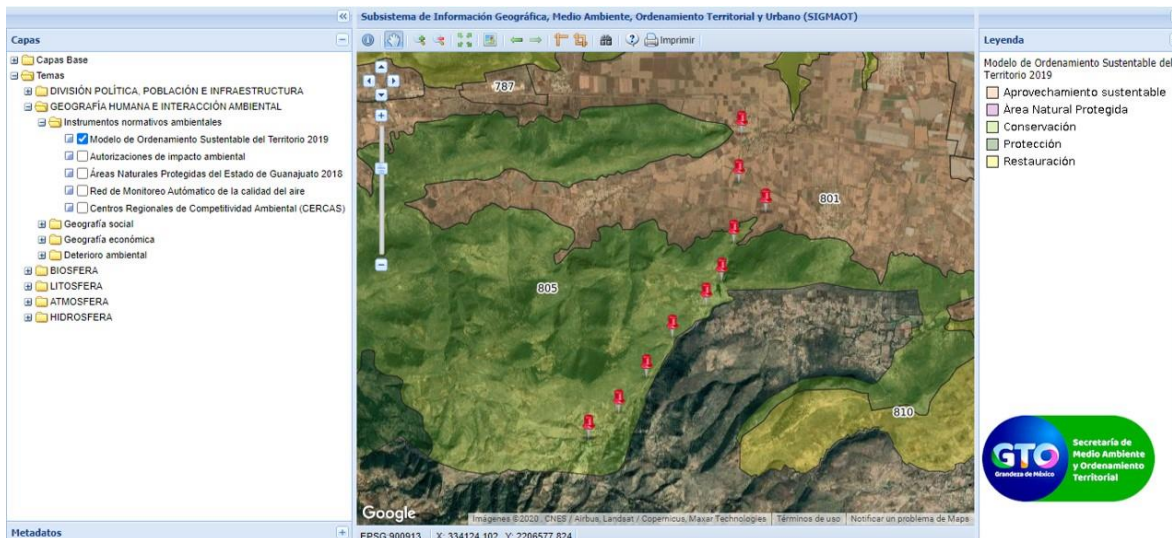 Subsistema de Información Geográfica, Medio Ambiente, Ordenamiento Territorial y Urbano (SIGMAOT)
Capas
Capas Base
Temas
DIVISIÓN POLÍTICA, POBLACIÓN E INFRAESTRUCTURA
GEOGRAFÍA HUMANA E INTERACCIÓN AMBIENTAL
Instrumentos normativos ambientales
Modelo de Ordenamiento Sustentable del Territorio 2019
Autorizaciones de impacto ambiental
Áreas Naturales Protegidas del Estado de Guanajuato 2018
Red de Monitoreo Autómatico de la calidad del aire
Centros Regionales de Competitividad Ambiental (CERCAS)
Geografía social
Geografía económica
Deterioro ambiental
BIOSFERA
LITOSFERA
ATMOSFERA
HIDROSFERA
Metadatos
Imprimir
787
801
805
810
Google
Imágenes ©2020 , CNES / Airbus, Landsat / Copernicus, Maxar Technologies
Términos de uso
Notificar un problema de Maps
EPSG:900913 X: 334124.102 Y: 2206577.824
Leyenda
Modelo de Ordenamiento Sustentable del
Territorio 2019
Aprovechamiento sustentable
Área Natural Protegida
Conservación
Protección
Restauración
GTO
Grandeza de México
Secretaría de
Medio Ambiente
y Ordenamiento
Territorial